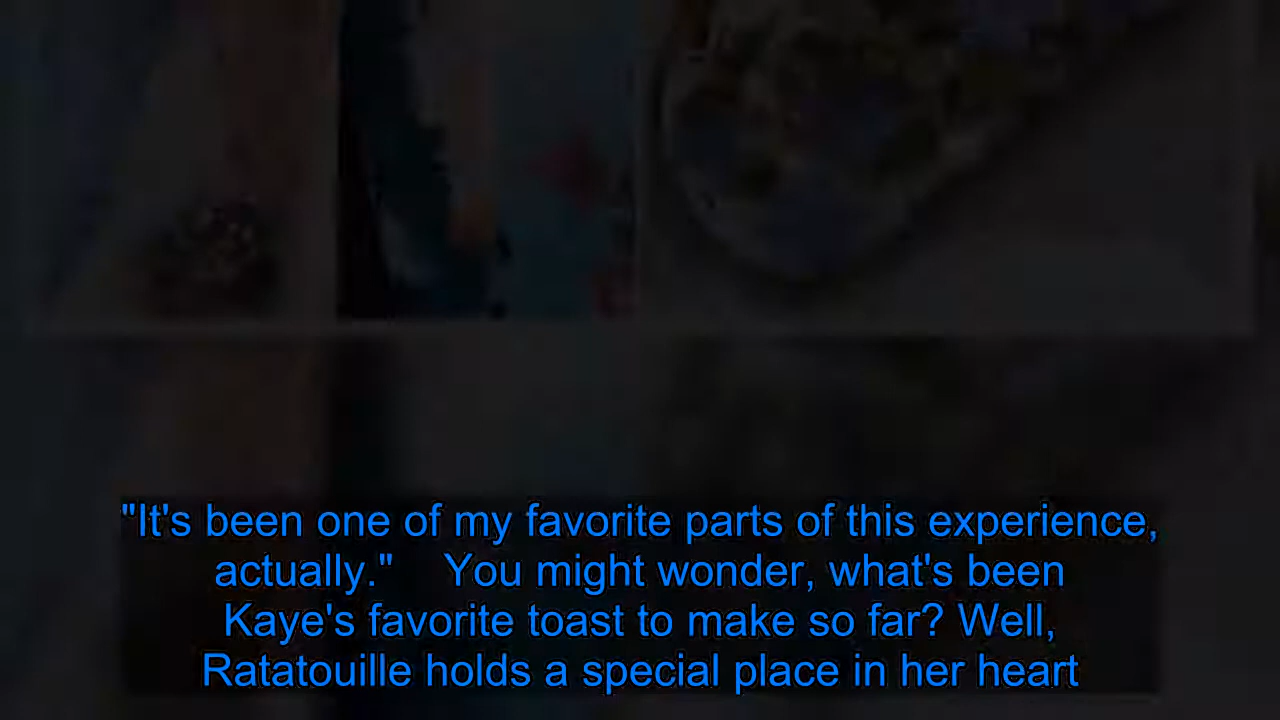 "It's been one of my favorite parts of this experience,
actually."    You might wonder, what's been
Kaye's favorite toast to make so far? Well,
Ratatouille holds a special place in her heart